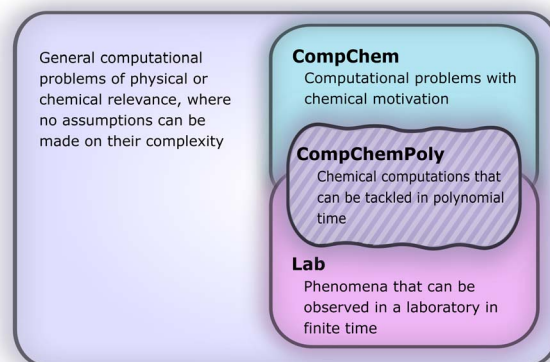 General computational
problems of physical or
chemical relevance, where
no assumptions can be
made on their complexity
CompChem
Computational problems with
chemical motivation
CompChemPoly
Chemical computations that
can be tackled in polynomial
time
Lab
Phenomena that can be
observed in a laboratory in
finite time